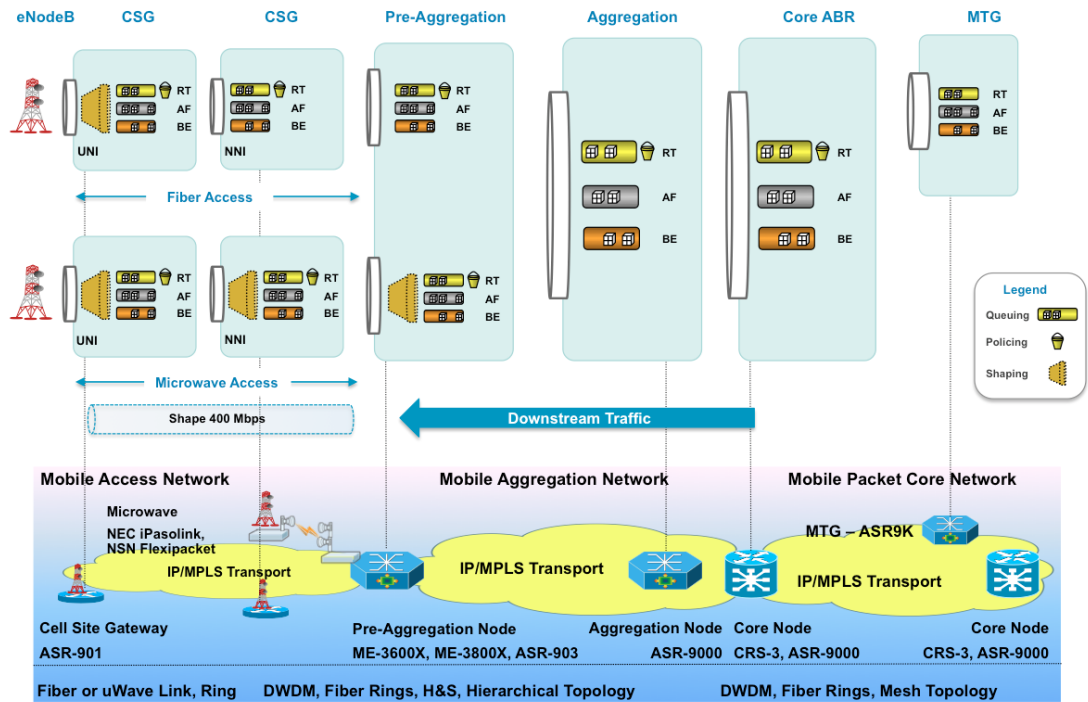 eNodeB
CSG
CSG
Pre-Aggregation
Aggregation
Core ABR
MTG
RT
AF
BE
UNI
RT
AF
BE
NNI
RT
AF
BE
RT
AF
BE
RT
AF
BE
RT
AF
BE
Fiber Access
RT
AF
BE
UNI
RT
AF
BE
NNI
RT
AF
BE
Legend
Queuing
Policing
Shaping
Microwave Access
Shape 400 Mbps
Downstream Traffic
Mobile Access Network
Mobile Aggregation Network
Mobile Packet Core Network
Microwave
NEC iPasolink,
NSN Flexipacket
MTG – ASR9K
IP/MPLS Transport
IP/MPLS Transport
IP/MPLS Transport
Cell Site Gateway
ASR-901
Pre-Aggregation Node
ME-3600X, ME-3800X, ASR-903
Aggregation Node
ASR-9000
Core Node
CRS-3, ASR-9000
Core Node
CRS-3, ASR-9000
Fiber or uWave Link, Ring
DWDM, Fiber Rings, H&S, Hierarchical Topology
DWDM, Fiber Rings, Mesh Topology